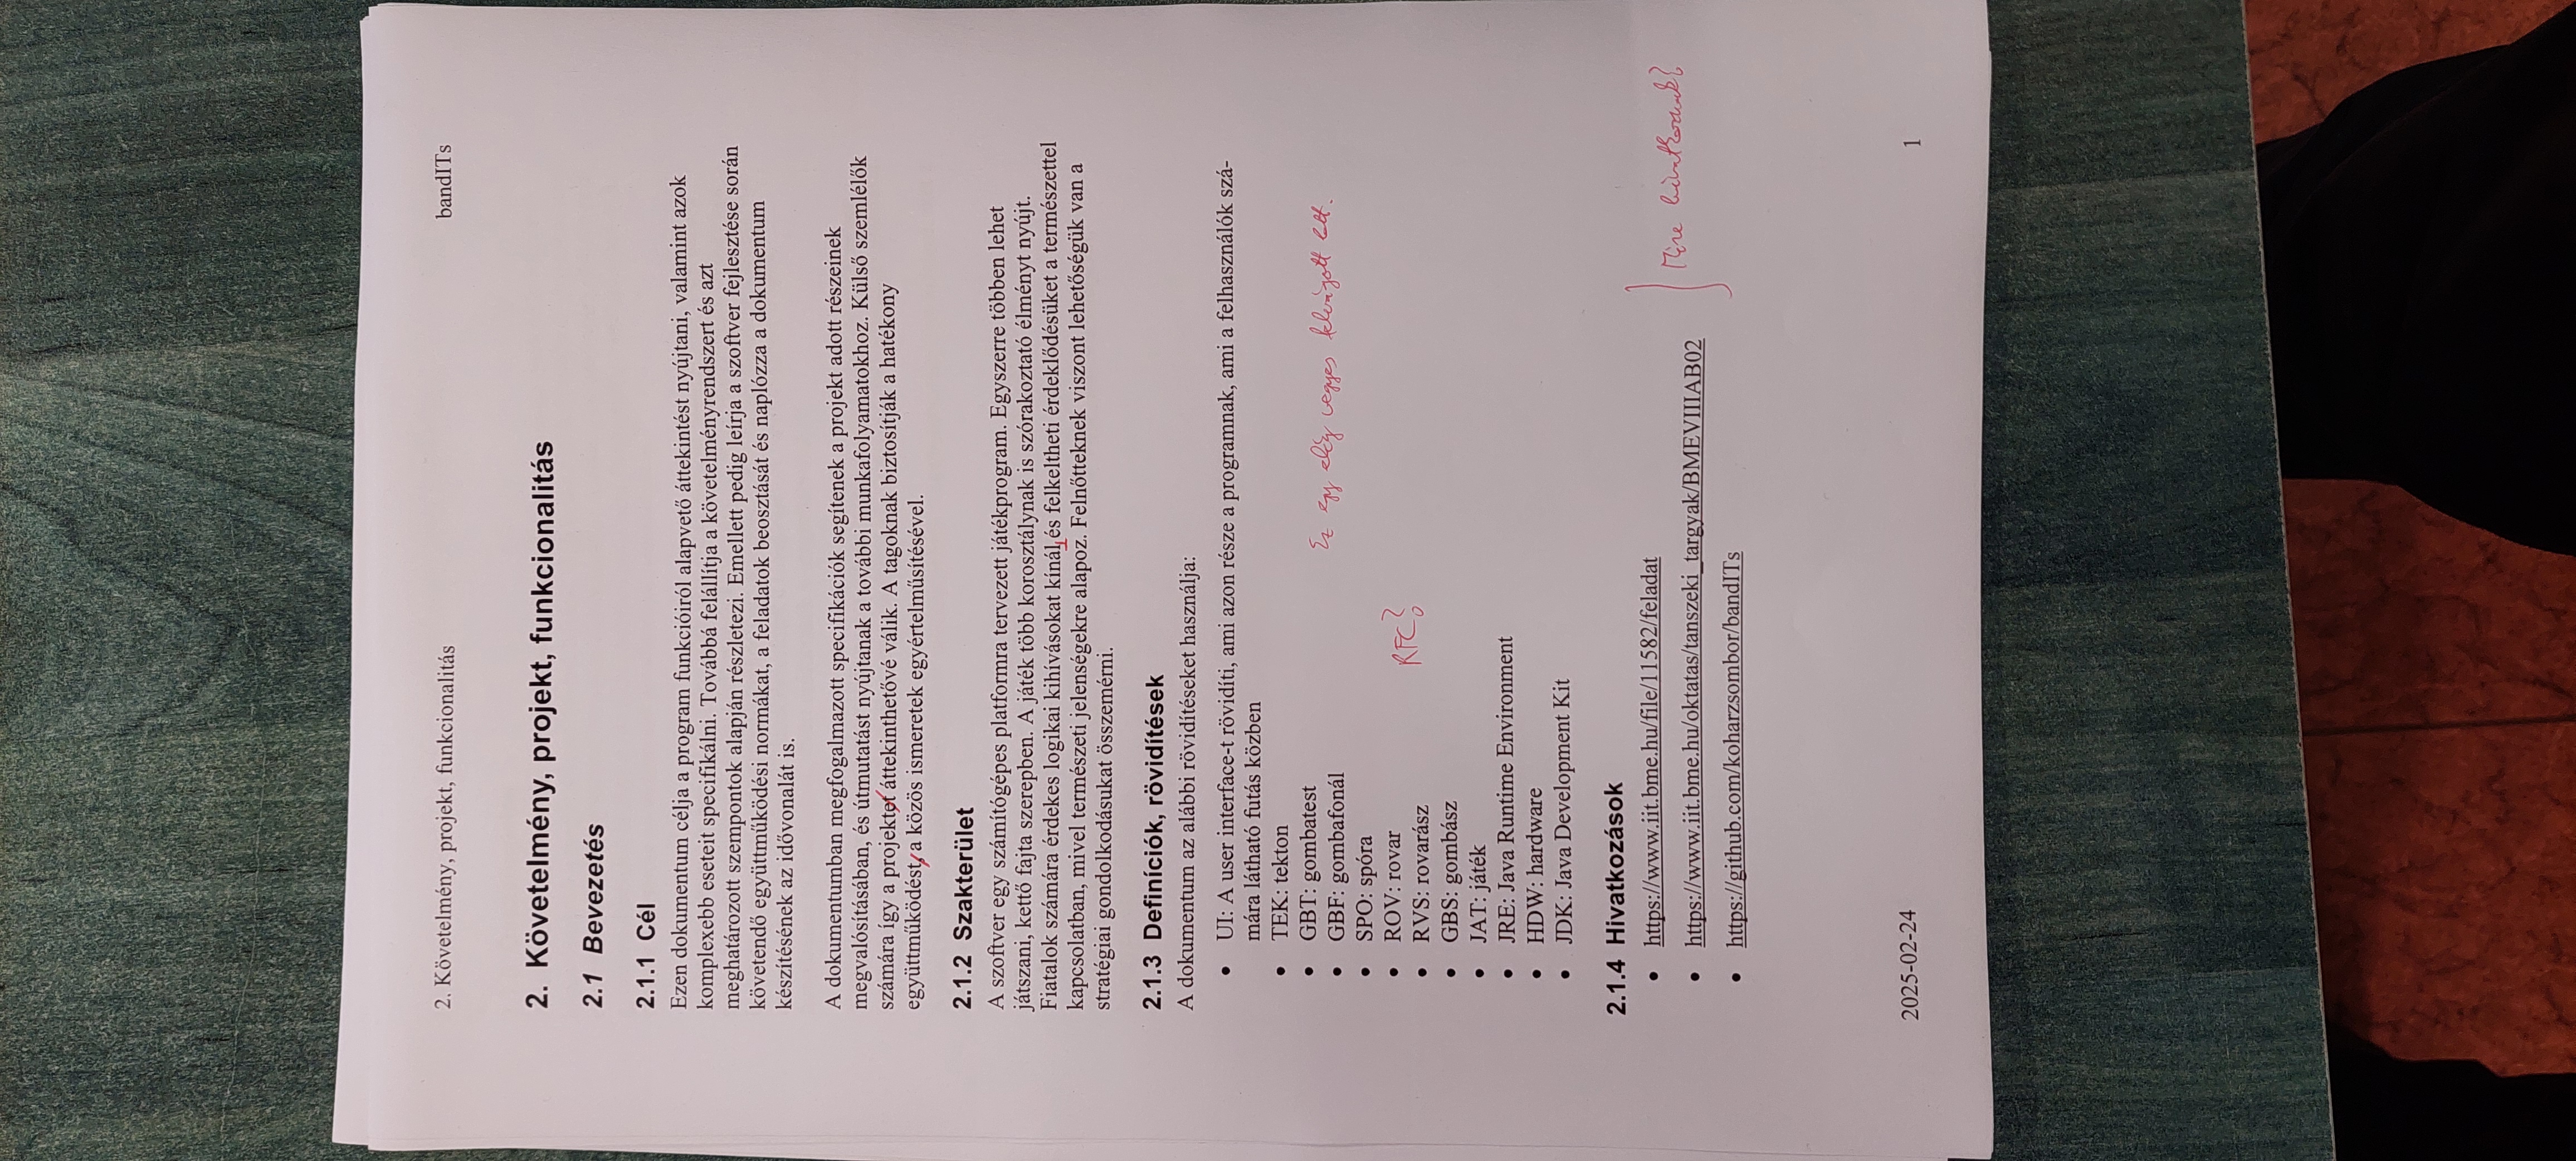 2. Követelmény, projekt, funkcionalitás bandITs
2. Követelmény, projekt, funkcionalitás
2.1 Bevezetés
2.1.1 Cél
Ezen dokumentum célja a program funkcióiról alapvető áttekintést nyújtani, valamint azok
komplexebb eseteit specifikálni. Továbbá felállítja a követelményrendszert és azt
meghatározott szempontok alapján részletezi. Emellett pedig leírja a szoftver fejlesztése során
követendő együttműködési normákat, a feladatok beosztását és naplózza a dokumentum
készítésének az idővonalát is.
A dokumentumban megfogalmazott specifikációk segítenek a projekt adott részeinek
megvalósításában, és útmutatást nyújtanak a további munkafolyamatokhoz. Külső szemlélők
számára így a projektet áttekinthetővé válik. A tagoknak biztosítják a hatékony
együttműködést, a közös ismeretek egyértelműsítésével.
2.1.2 Szakterület
A szoftver egy számítógépes platformra tervezett játékprogram. Egyszerre többen lehet
játszani, kettő fajta szerepben. A játék több korosztálynak is szórakoztató élményt nyújt.
Fiatalok számára érdekes logikai kihívásokat kínál és felkeltheti érdeklődésüket a természettel
kapcsolatban, mivel természeti jelenségekre alapoz. Felnőtteknek viszont lehetőségük van a
stratégiai gondolkodásukat összemérni.
2.1.3 Definíciók, rövidítések
A dokumentum az alábbi rövidítéseket használja:
• UI: A user interface-t rövidíti, ami azon része a programnak, ami a felhasználók szá-
mára látható futás közben
• TEK: tekton
• GBT: gombatest
Ez egy elég vegyes felvágott lett.
• GBF: gombafonál
• SPO: spóra
• ROV: rovar
RFC?
• RVS: rovarász
• GBS: gombász
• JAT: játék
• JRE: Java Runtime Environment
• HDW: hardware
• JDK: Java Development Kit
2.1.4 Hivatkozások
• https://www.iit.bme.hu/file/11582/feladat
Mire hivatkozunk?
• https://www.iit.bme.hu/oktatas/tanszeki_targyak/BMEVIIIAB02
• https://github.com/koharzsombor/bandITs
2025-02-24 1